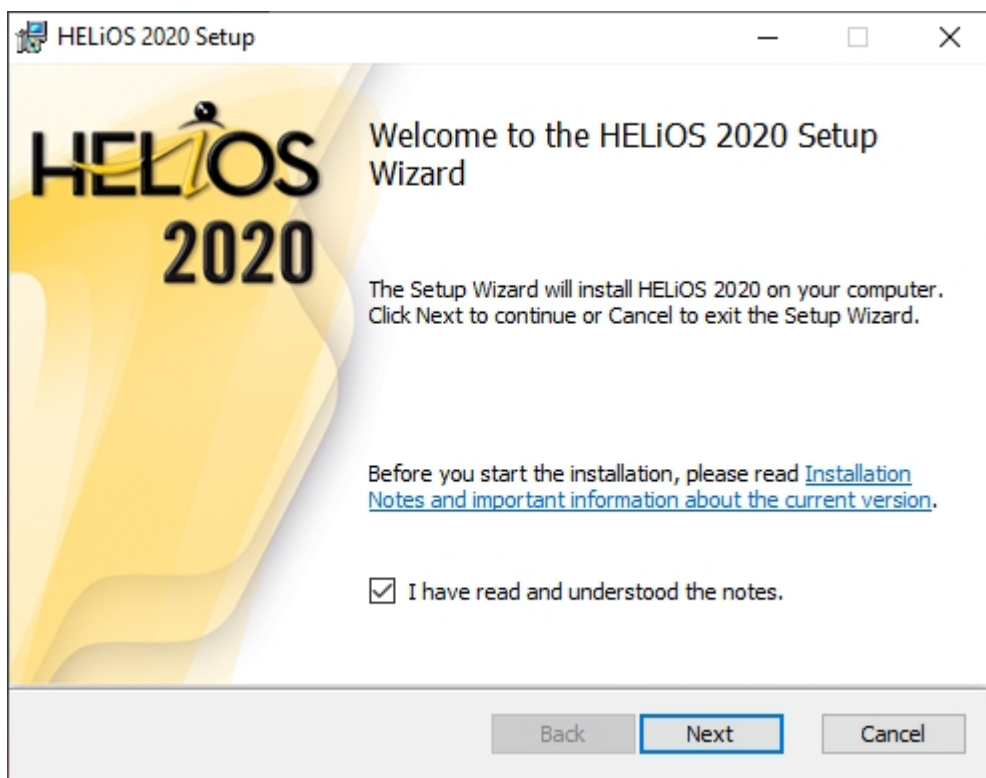 HELiOS 2020 Setup
HELiOS
2020
Welcome to the HELiOS 2020 Setup
Wizard
The Setup Wizard will install HELiOS 2020 on your computer.
Click Next to continue or Cancel to exit the Setup Wizard.
Before you start the installation, please read Installation
Notes and important information about the current version.
I have read and understood the notes.
Back Next Cancel